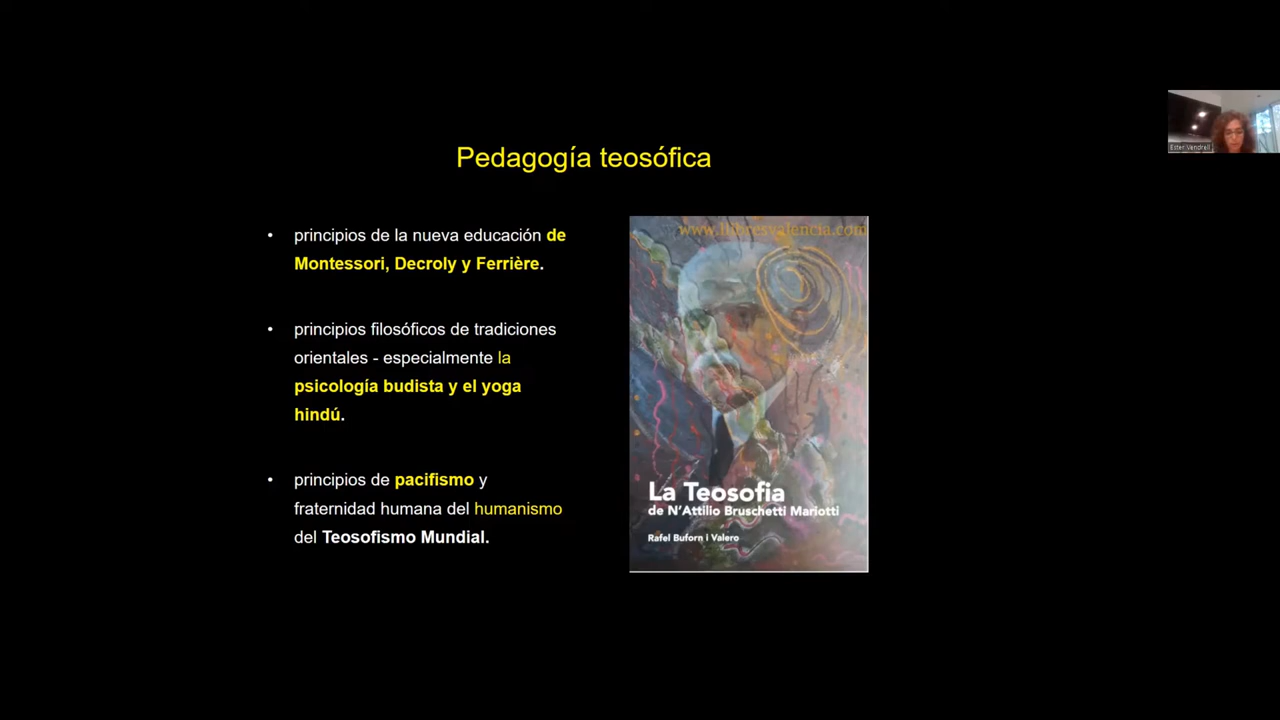 Pedagogía teosófica
• principios de la nueva educación de
Montessori, Decroly y Ferrière.
• principios filosóficos de tradiciones
orientales - especialmente la
psicología budista y el yoga
hindú.
• principios de pacifismo y
fraternidad humana del humanismo
del Teosofismo Mundial.
www.llibresvalencia.com
La Teosofia
de N'Attilio Bruschetti Mariotti
Rafel Buforn i Valero
Ester Vendrell